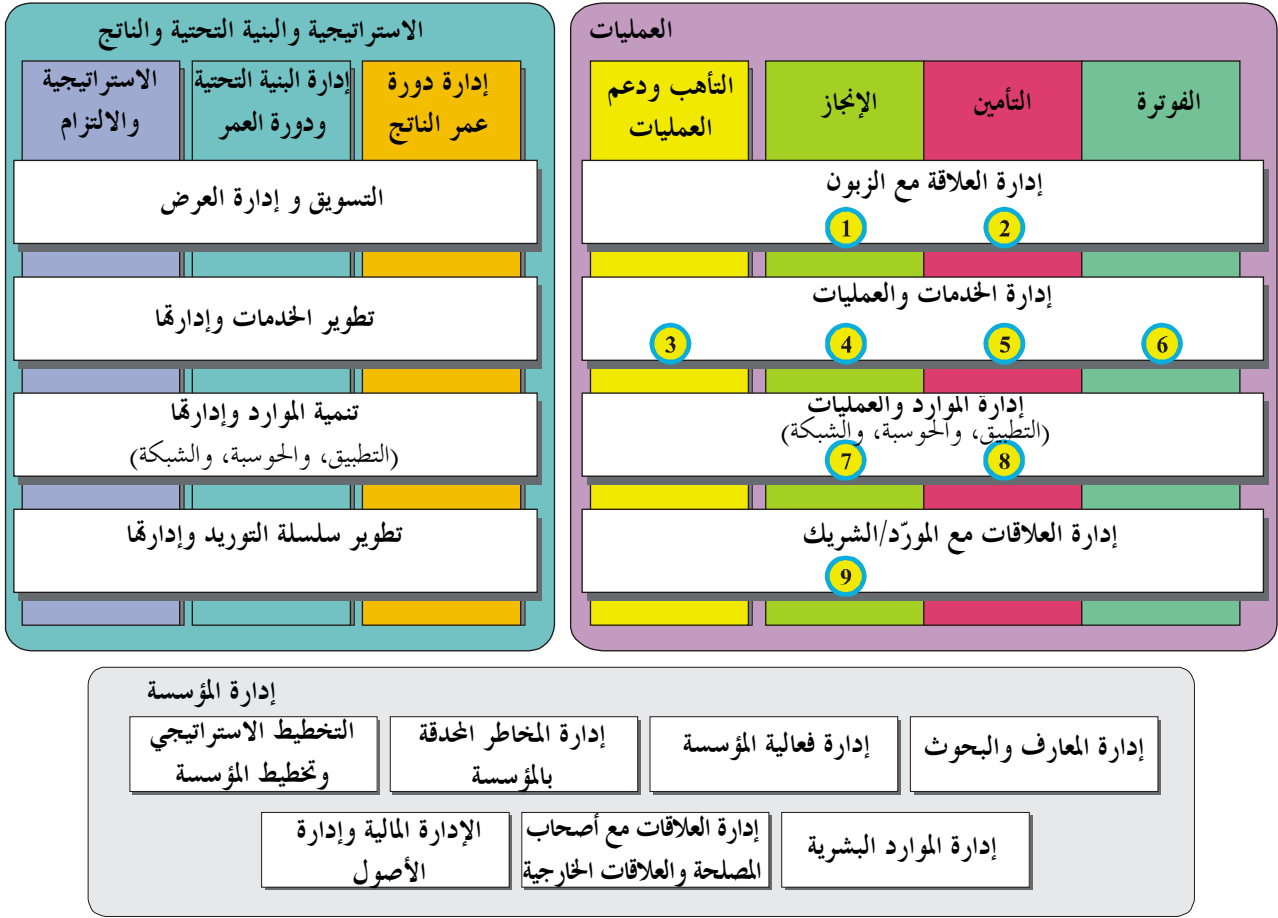 الاستراتيجية والبنية التحتية والناتج
الاستراتيجية
والالتزام
إدارة البنية التحتية
ودورة العمر
إدارة دورة
عمر الناتج
التسويق و إدارة العرض
تطوير الخدمات وإدارتها
تنمية الموارد وإدارتها
(التطبيق، والحوسبة، والشبكة)
تطوير سلسلة التوريد وإدارتها
العمليات
التأهب ودعم
العمليات
الإنجاز
التأمين
الفوترة
إدارة العلاقة مع الزبون
1
2
إدارة الخدمات والعمليات
3
4
5
6
إدارة الموارد والعمليات
(التطبيق، والحوسبة، والشبكة)
7
8
إدارة العلاقات مع المورّد/الشريك
9
إدارة المؤسسة
التخطيط الاستراتيجي
وتخطيط المؤسسة
إدارة المخاطر المحدقة
بالمؤسسة
إدارة فعالية المؤسسة
إدارة المعارف والبحوث
الإدارة المالية وإدارة
الأصول
إدارة العلاقات مع أصحاب
المصلحة والعلاقات الخارجية
إدارة الموارد البشرية